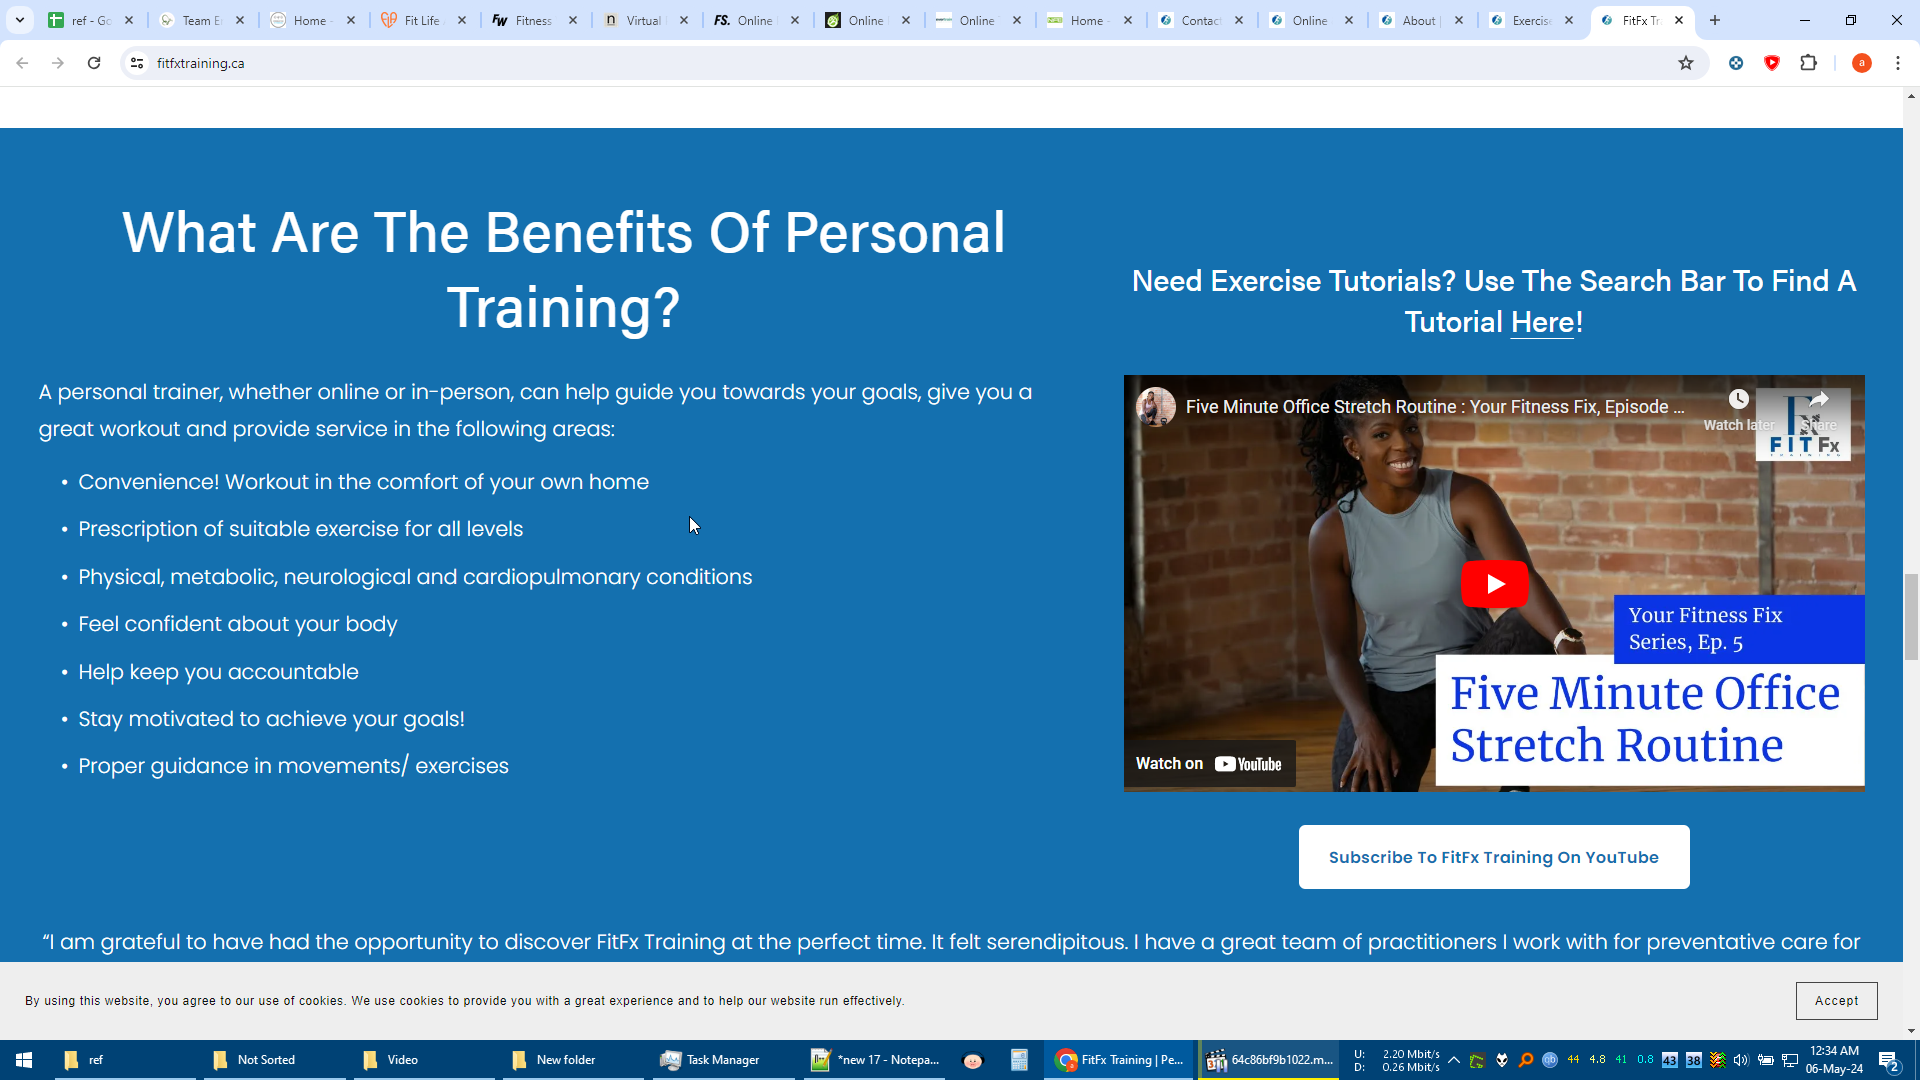 ref - Go
Team E
Home -
Fit Life
Fitness
Virtual
Online
Online
Online
Home -
Contac
Online
About
Exercise
FitFx Tr
fitfxtraining.ca
What Are The Benefits Of Personal
Training?
A personal trainer, whether online or in-person, can help guide you towards your goals, give you a
great workout and provide service in the following areas:
• Convenience! Workout in the comfort of your own home
• Prescription of suitable exercise for all levels
• Physical, metabolic, neurological and cardiopulmonary conditions
• Feel confident about your body
• Help keep you accountable
• Stay motivated to achieve your goals!
• Proper guidance in movements/ exercises
Need Exercise Tutorials? Use The Search Bar To Find A
Tutorial Here!
Five Minute Office Stretch Routine : Your Fitness Fix, Episode ...
Watch later
Share
FIT Fx
Your Fitness Fix
Series, Ep. 5
Five Minute Office
Stretch Routine
Watch on YouTube
Subscribe To FitFx Training On YouTube
“I am grateful to have had the opportunity to discover FitFx Training at the perfect time. It felt serendipitous. I have a great team of practitioners I work with for preventative care for
By using this website, you agree to our use of cookies. We use cookies to provide you with a great experience and to help our website run effectively.
Accept
ref
Not Sorted
Video
New folder
Task Manager
*new 17 - Notepa...
FitFx Training | Pe...
64c86bf9b1022.m...
U: 2.20 Mbit/s
D: 0.26 Mbit/s
44 4.8 41 0.8 43 38
12:34 AM
06-May-24
2